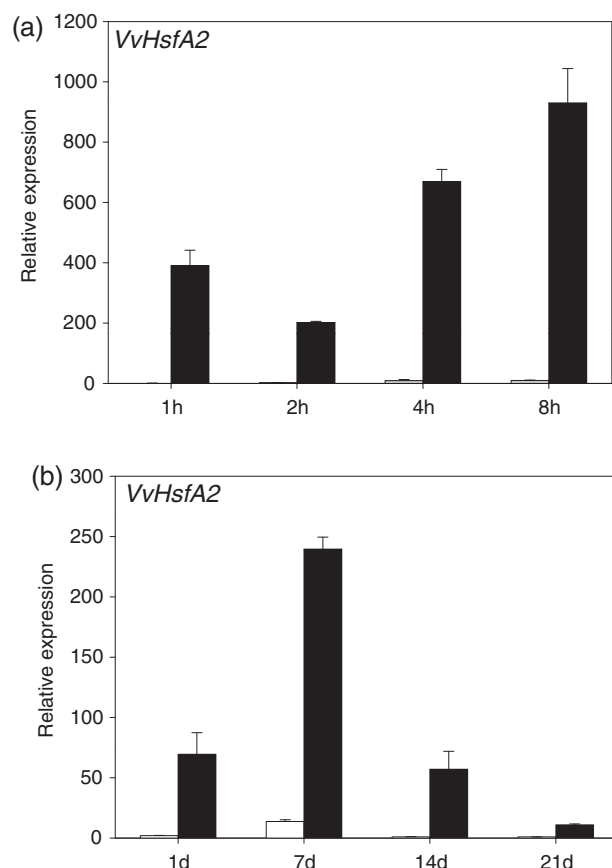 (a)
VvHsfA2
1200
1000
800
600
400
200
0
Relative expression
1h 2h 4h 8h
(b)
VvHsfA2
300
250
200
150
100
50
0
Relative expression
1d 7d 14d 21d